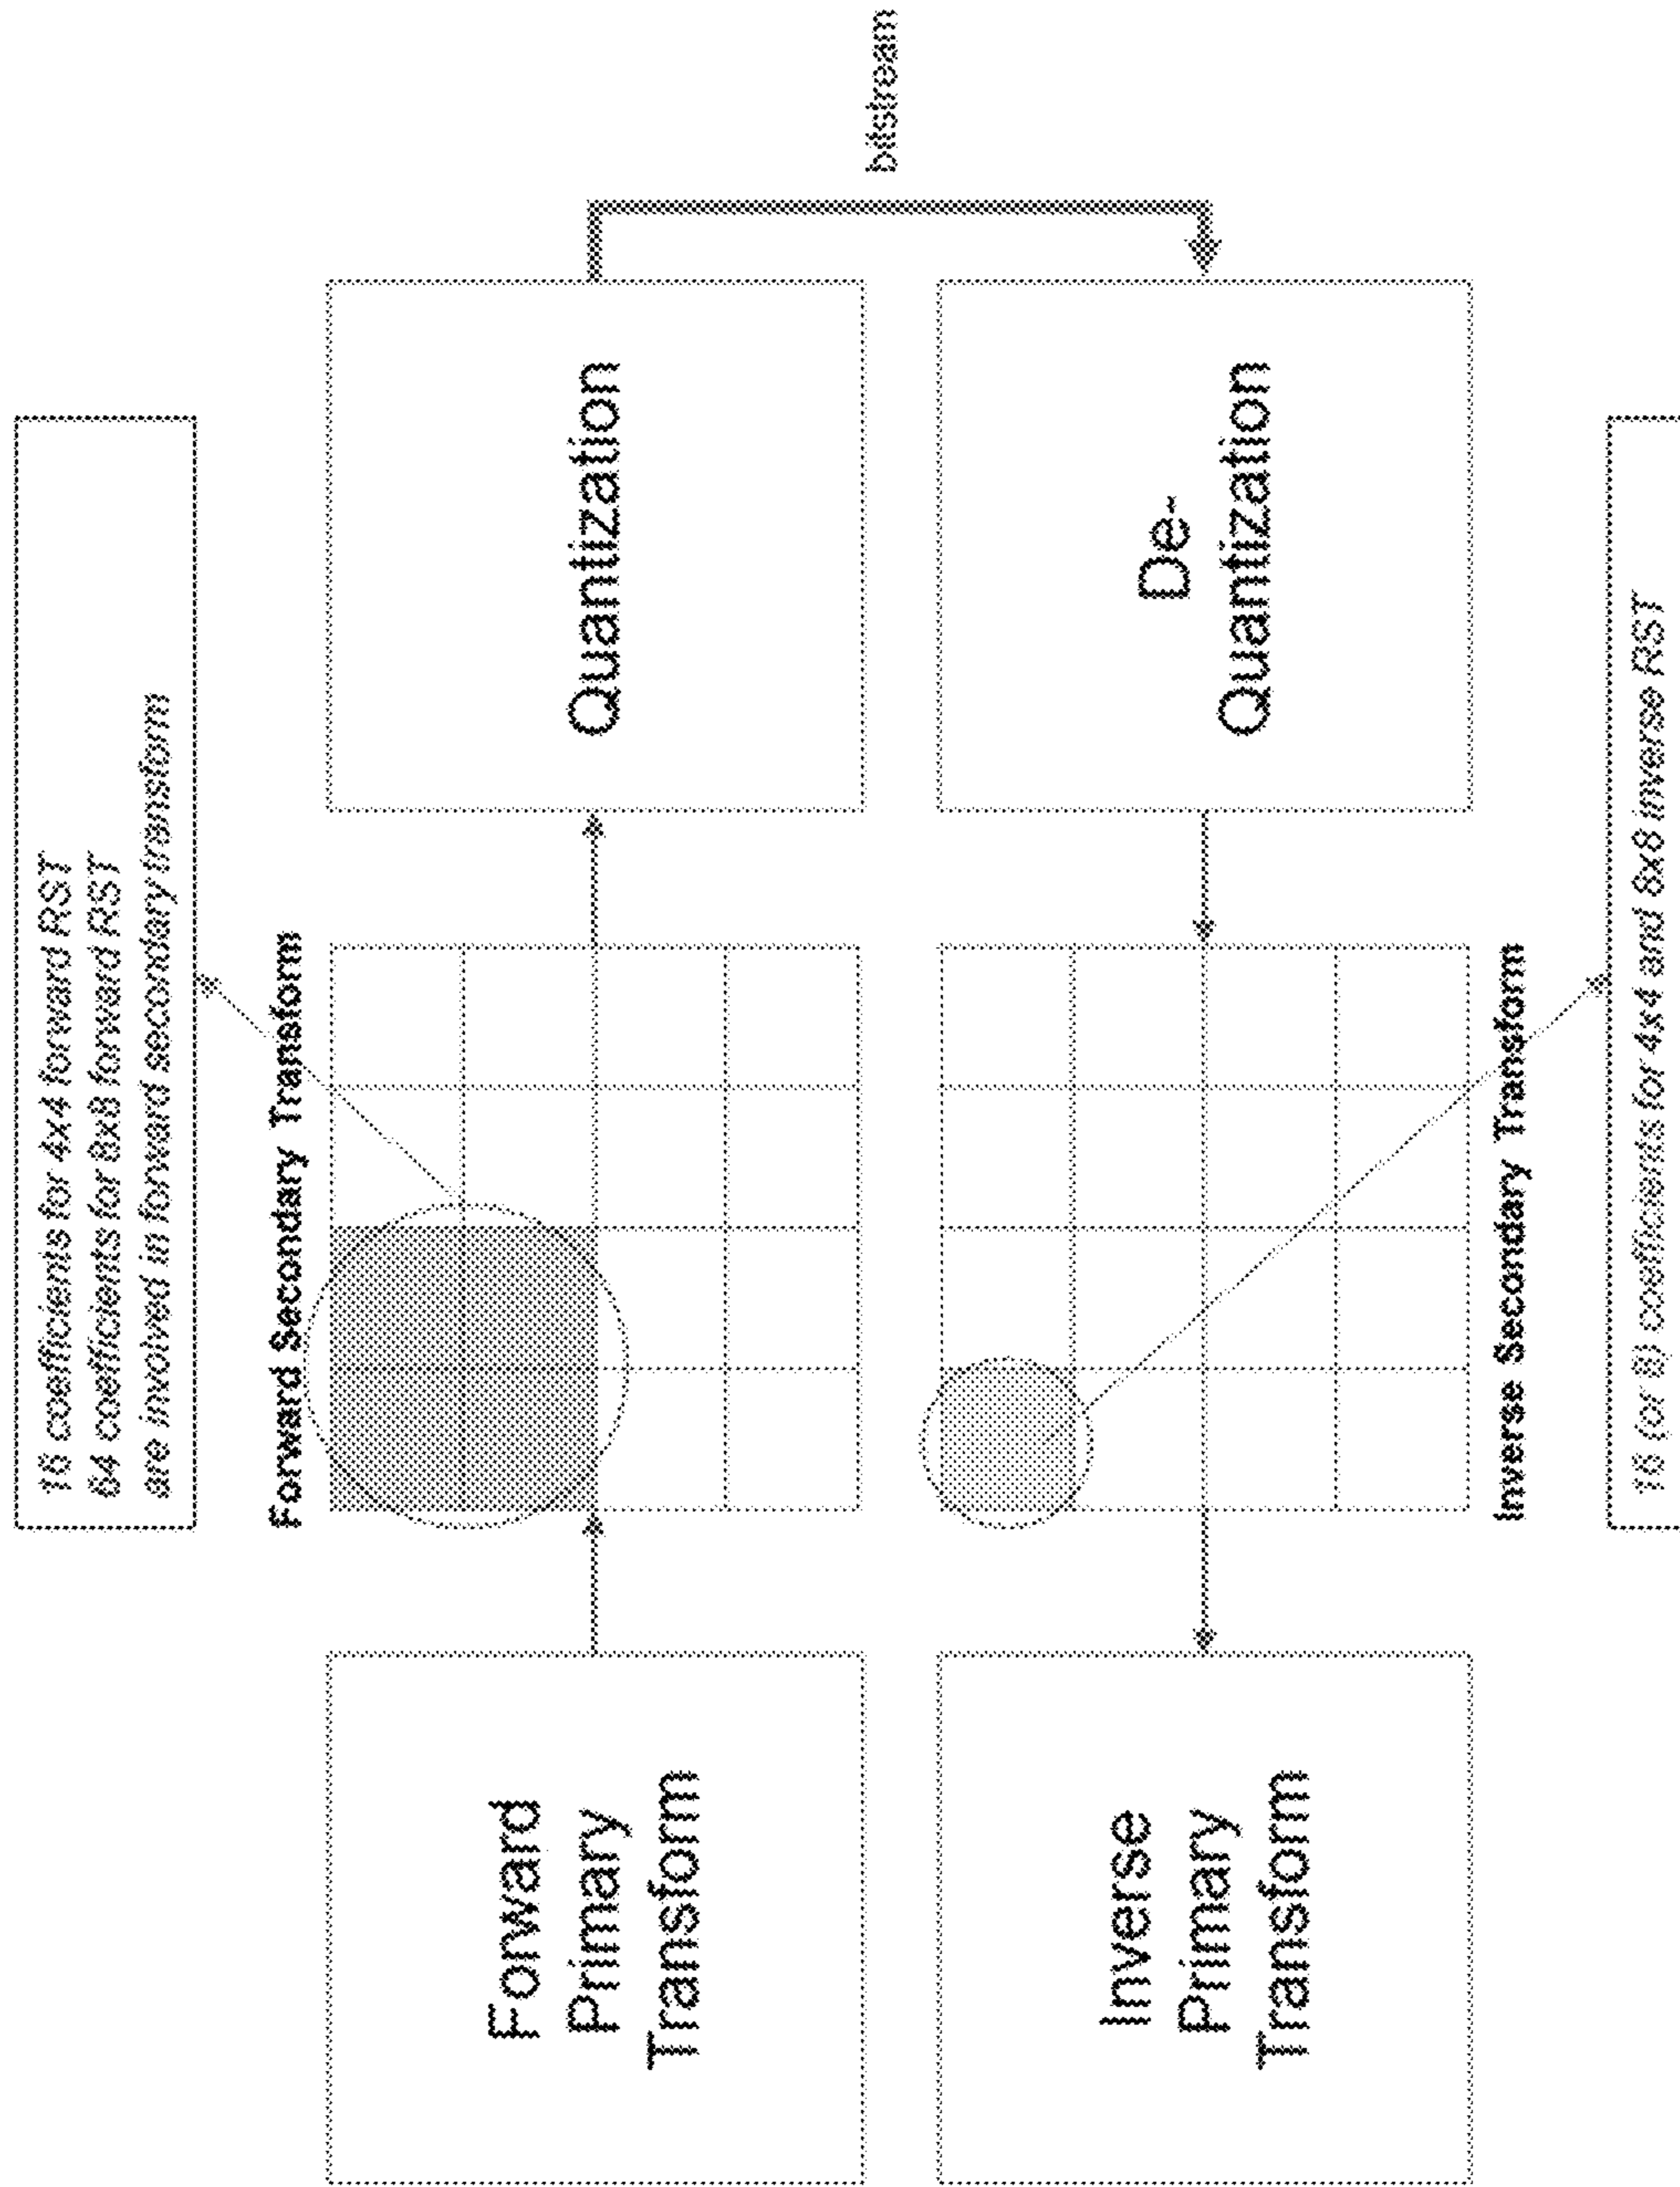 16 coefficients for 4x4 forward RST
64 coefficients for 8x8 forward RST
are involved in forward secondary transform
Forward Secondary Transform
Forward
Primary
Transform
Quantization
bitstream
Inverse
Primary
Transform
De-
Quantization
Inverse Secondary Transform
16 (or 8) coefficients for 4x4 and 8x8 inverse RST